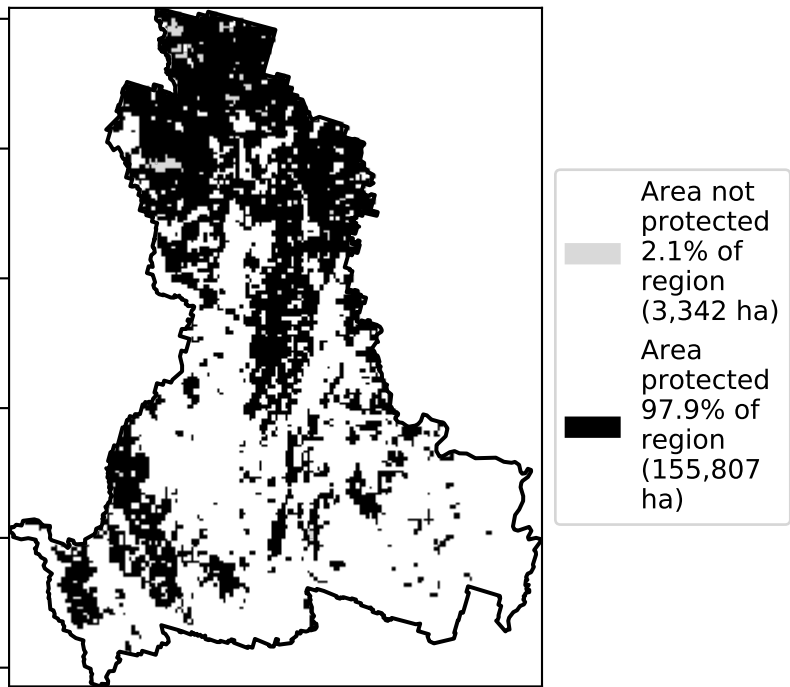 Area not
protected
2.1% of
region
(3,342 ha)
Area
protected
97.9% of
region
(155,807
ha)